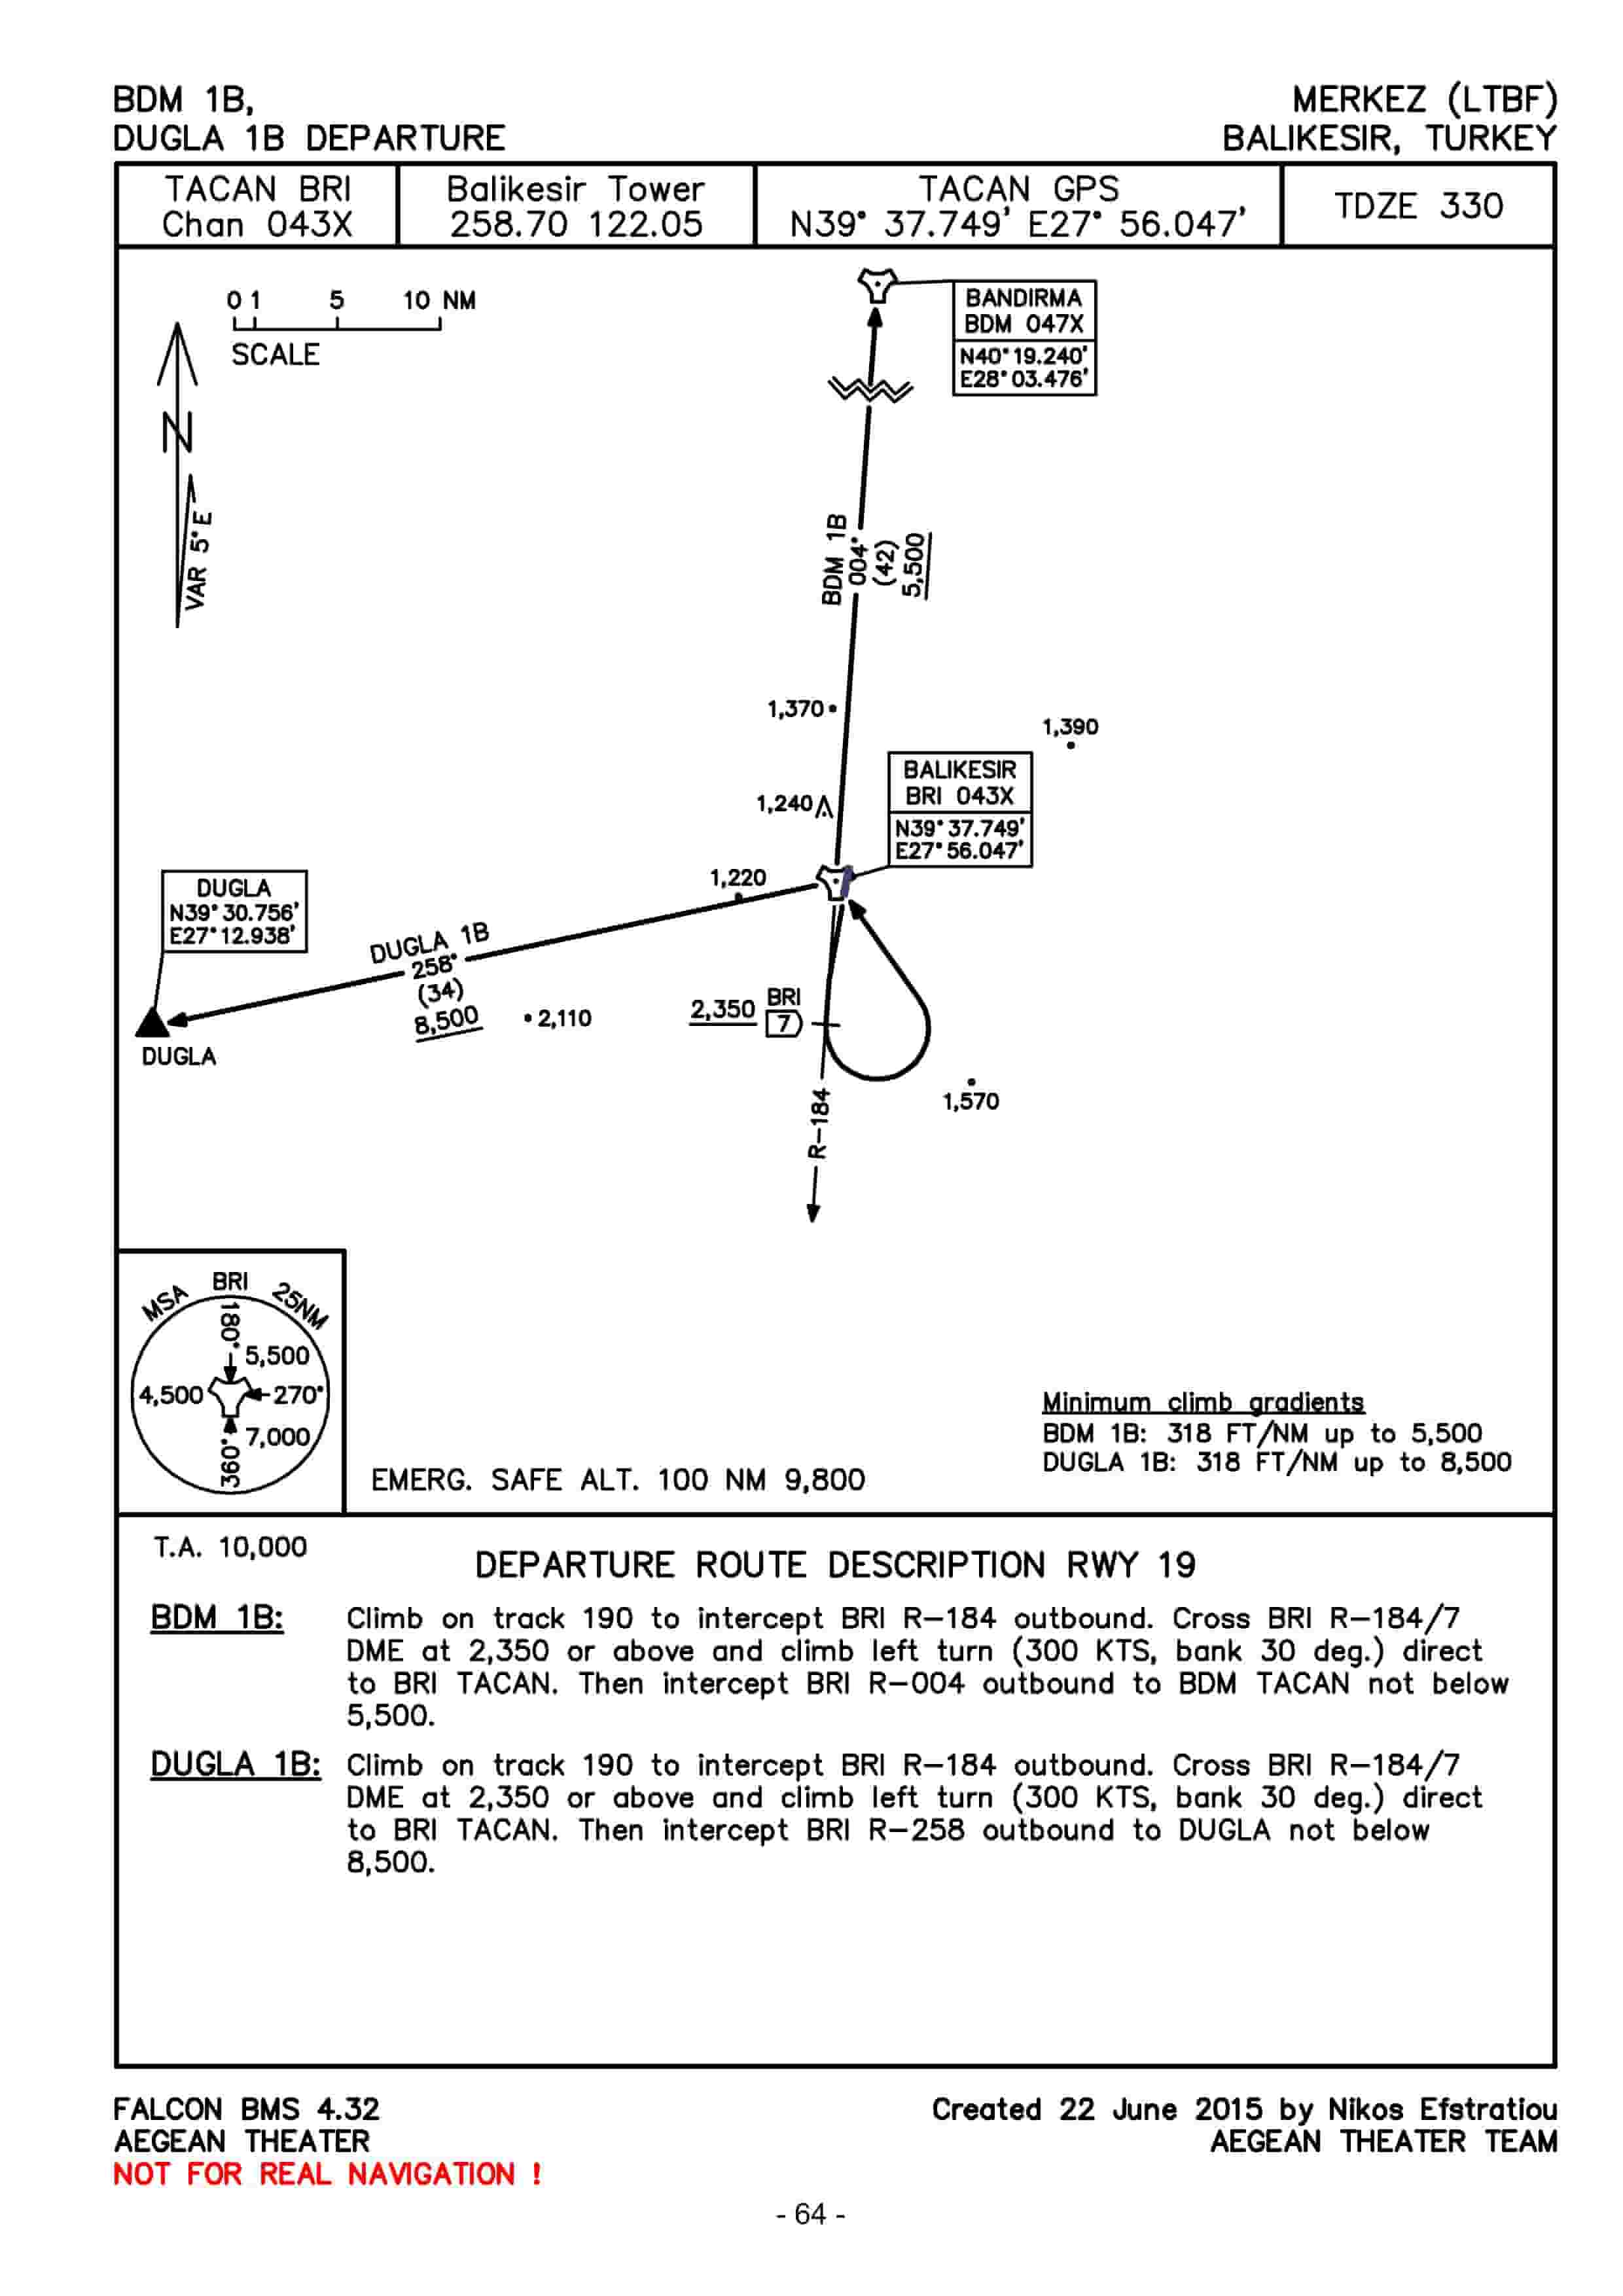 BDM 1B,
DUGLA 1B DEPARTURE
MERKEZ (LTBF)
BALIKESIR, TURKEY
TACAN BRI
Chan 043X
Balikesir Tower
258.70 122.05
TACAN GPS
N39° 37.749' E27° 56.047'
TDZE 330
0 1 5 10 NM
SCALE
N
VAR 5° E
BANDIRMA
BDM 047X
N40° 19.240'
E28° 03.476'
BDM 1B
004°
(42)
5,500
1,370
1,390
1,240
BALIKESIR
BRI 043X
N39° 37.749'
E27° 56.047'
1,220
DUGLA
N39° 30.756'
E27° 12.938'
DUGLA 1B
258°
(34)
8,500
2,110
2,350
BRI
7
DUGLA
1,570
R-184
MSA BRI 25NM
180°
5,500
4,500
270°
7,000
360°
EMERG. SAFE ALT. 100 NM 9,800
Minimum climb gradients
BDM 1B: 318 FT/NM up to 5,500
DUGLA 1B: 318 FT/NM up to 8,500
T.A. 10,000
DEPARTURE ROUTE DESCRIPTION RWY 19
BDM 1B: Climb on track 190 to intercept BRI R-184 outbound. Cross BRI R-184/7
DME at 2,350 or above and climb left turn (300 KTS, bank 30 deg.) direct
to BRI TACAN. Then intercept BRI R-004 outbound to BDM TACAN not below
5,500.
DUGLA 1B: Climb on track 190 to intercept BRI R-184 outbound. Cross BRI R-184/7
DME at 2,350 or above and climb left turn (300 KTS, bank 30 deg.) direct
to BRI TACAN. Then intercept BRI R-258 outbound to DUGLA not below
8,500.
FALCON BMS 4.32
AEGEAN THEATER
NOT FOR REAL NAVIGATION !
Created 22 June 2015 by Nikos Efstratiou
AEGEAN THEATER TEAM
- 64 -